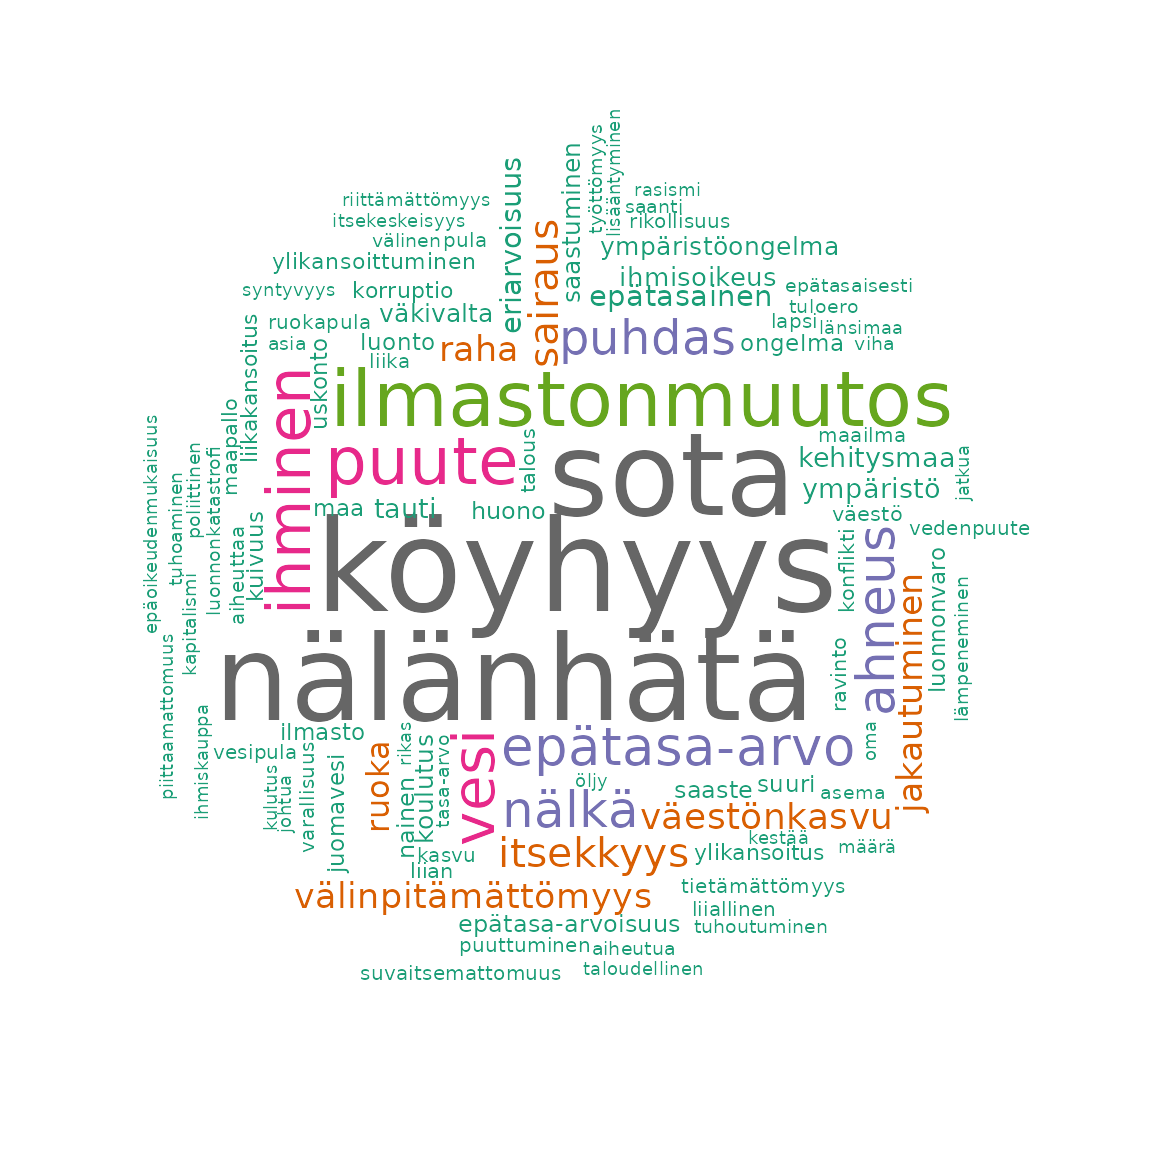 lisääntyminen
työttömyys
saastuminen
eriarvoisuus
rasismi
riittämättömyys
saanti
itsekeskeisyys
rikollisuus
sairaus
välinen
pula
ympäristöongelma
ylikansoittuminen
ihmisoikeus
epätasaisesti
syntyvyys
korruptio
epätasainen
tuloero
väkivalta
ruokapula
lapsi
länsimaa
puhdas
luonto
asia
raha
ongelma
viha
liika
uskonto
liikakansoitus
ilmastonmuutos
ihminen
maapallo
maailma
puute
talous
sota
kehitysmaa
jatkua
epäoikeudenmukaisuus
poliittinen
luonnonkatastrofi
tuhoaminen
ympäristö
maa
tauti
huono
väestö
vedenpuute
kuivuus
aiheuttaa
köyhyys
konflikti
ahneus
luonnonvaro
jakautuminen
lämpeneminen
kapitalismi
nälänhätä
ravinto
piittaamattomuus
ihmiskauppa
ilmasto
vesipula
rikas
oma
epätasa-arvo
vesi
ruoka
koulutus
tasa-arvo
varallisuus
juomavesi
kulutus
johtua
nainen
öljy
suuri
saaste
asema
nälkä
väestönkasvu
kestää
määrä
itsekkyys
ylikansoitus
kasvu
liian
tietämättömyys
välinpitämättömyys
liiallinen
epätasa-arvoisuus
tuhoutuminen
puuttuminen
aiheutua
taloudellinen
suvaitsemattomuus